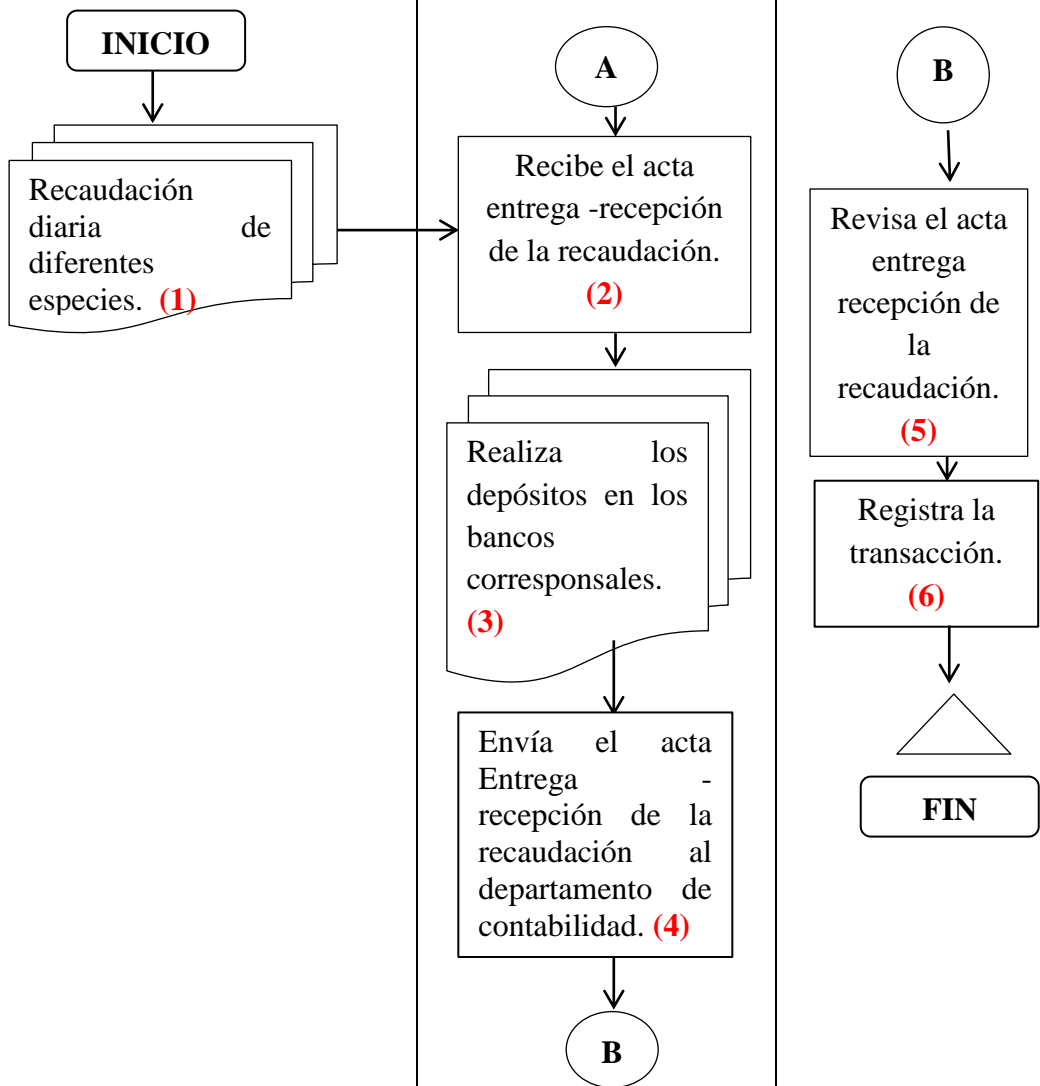 INICIO
Recaudación
diaria de
diferentes
especies. (1)
A
Recibe el acta
entrega -recepción
de la recaudación.
(2)
Realiza los
depósitos en los
bancos
corresponsales.
(3)
Envía el acta
Entrega -
recepción de la
recaudación al
departamento de
contabilidad. (4)
B
B
Revisa el acta
entrega
recepción de
la
recaudación.
(5)
Registra la
transacción.
(6)
FIN